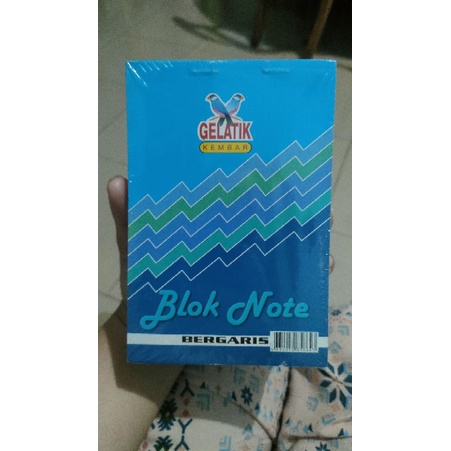 GELATIK
KEMBAR
Blok Note
BERGARIS